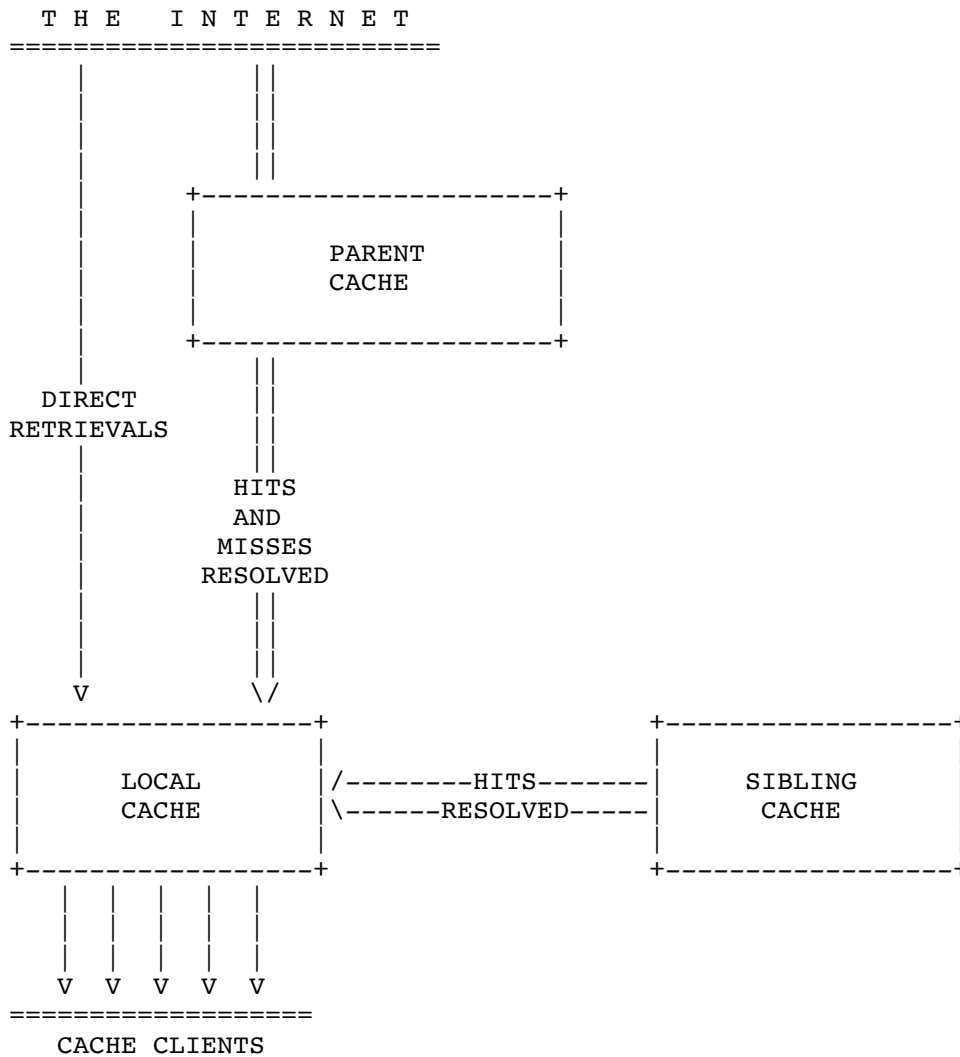 T H E I N T E R N E T
PARENT
CACHE
DIRECT
RETRIEVALS
HITS
AND
MISSES
RESOLVED
LOCAL
CACHE
HITS
RESOLVED
SIBLING
CACHE
V V V V V
CACHE CLIENTS